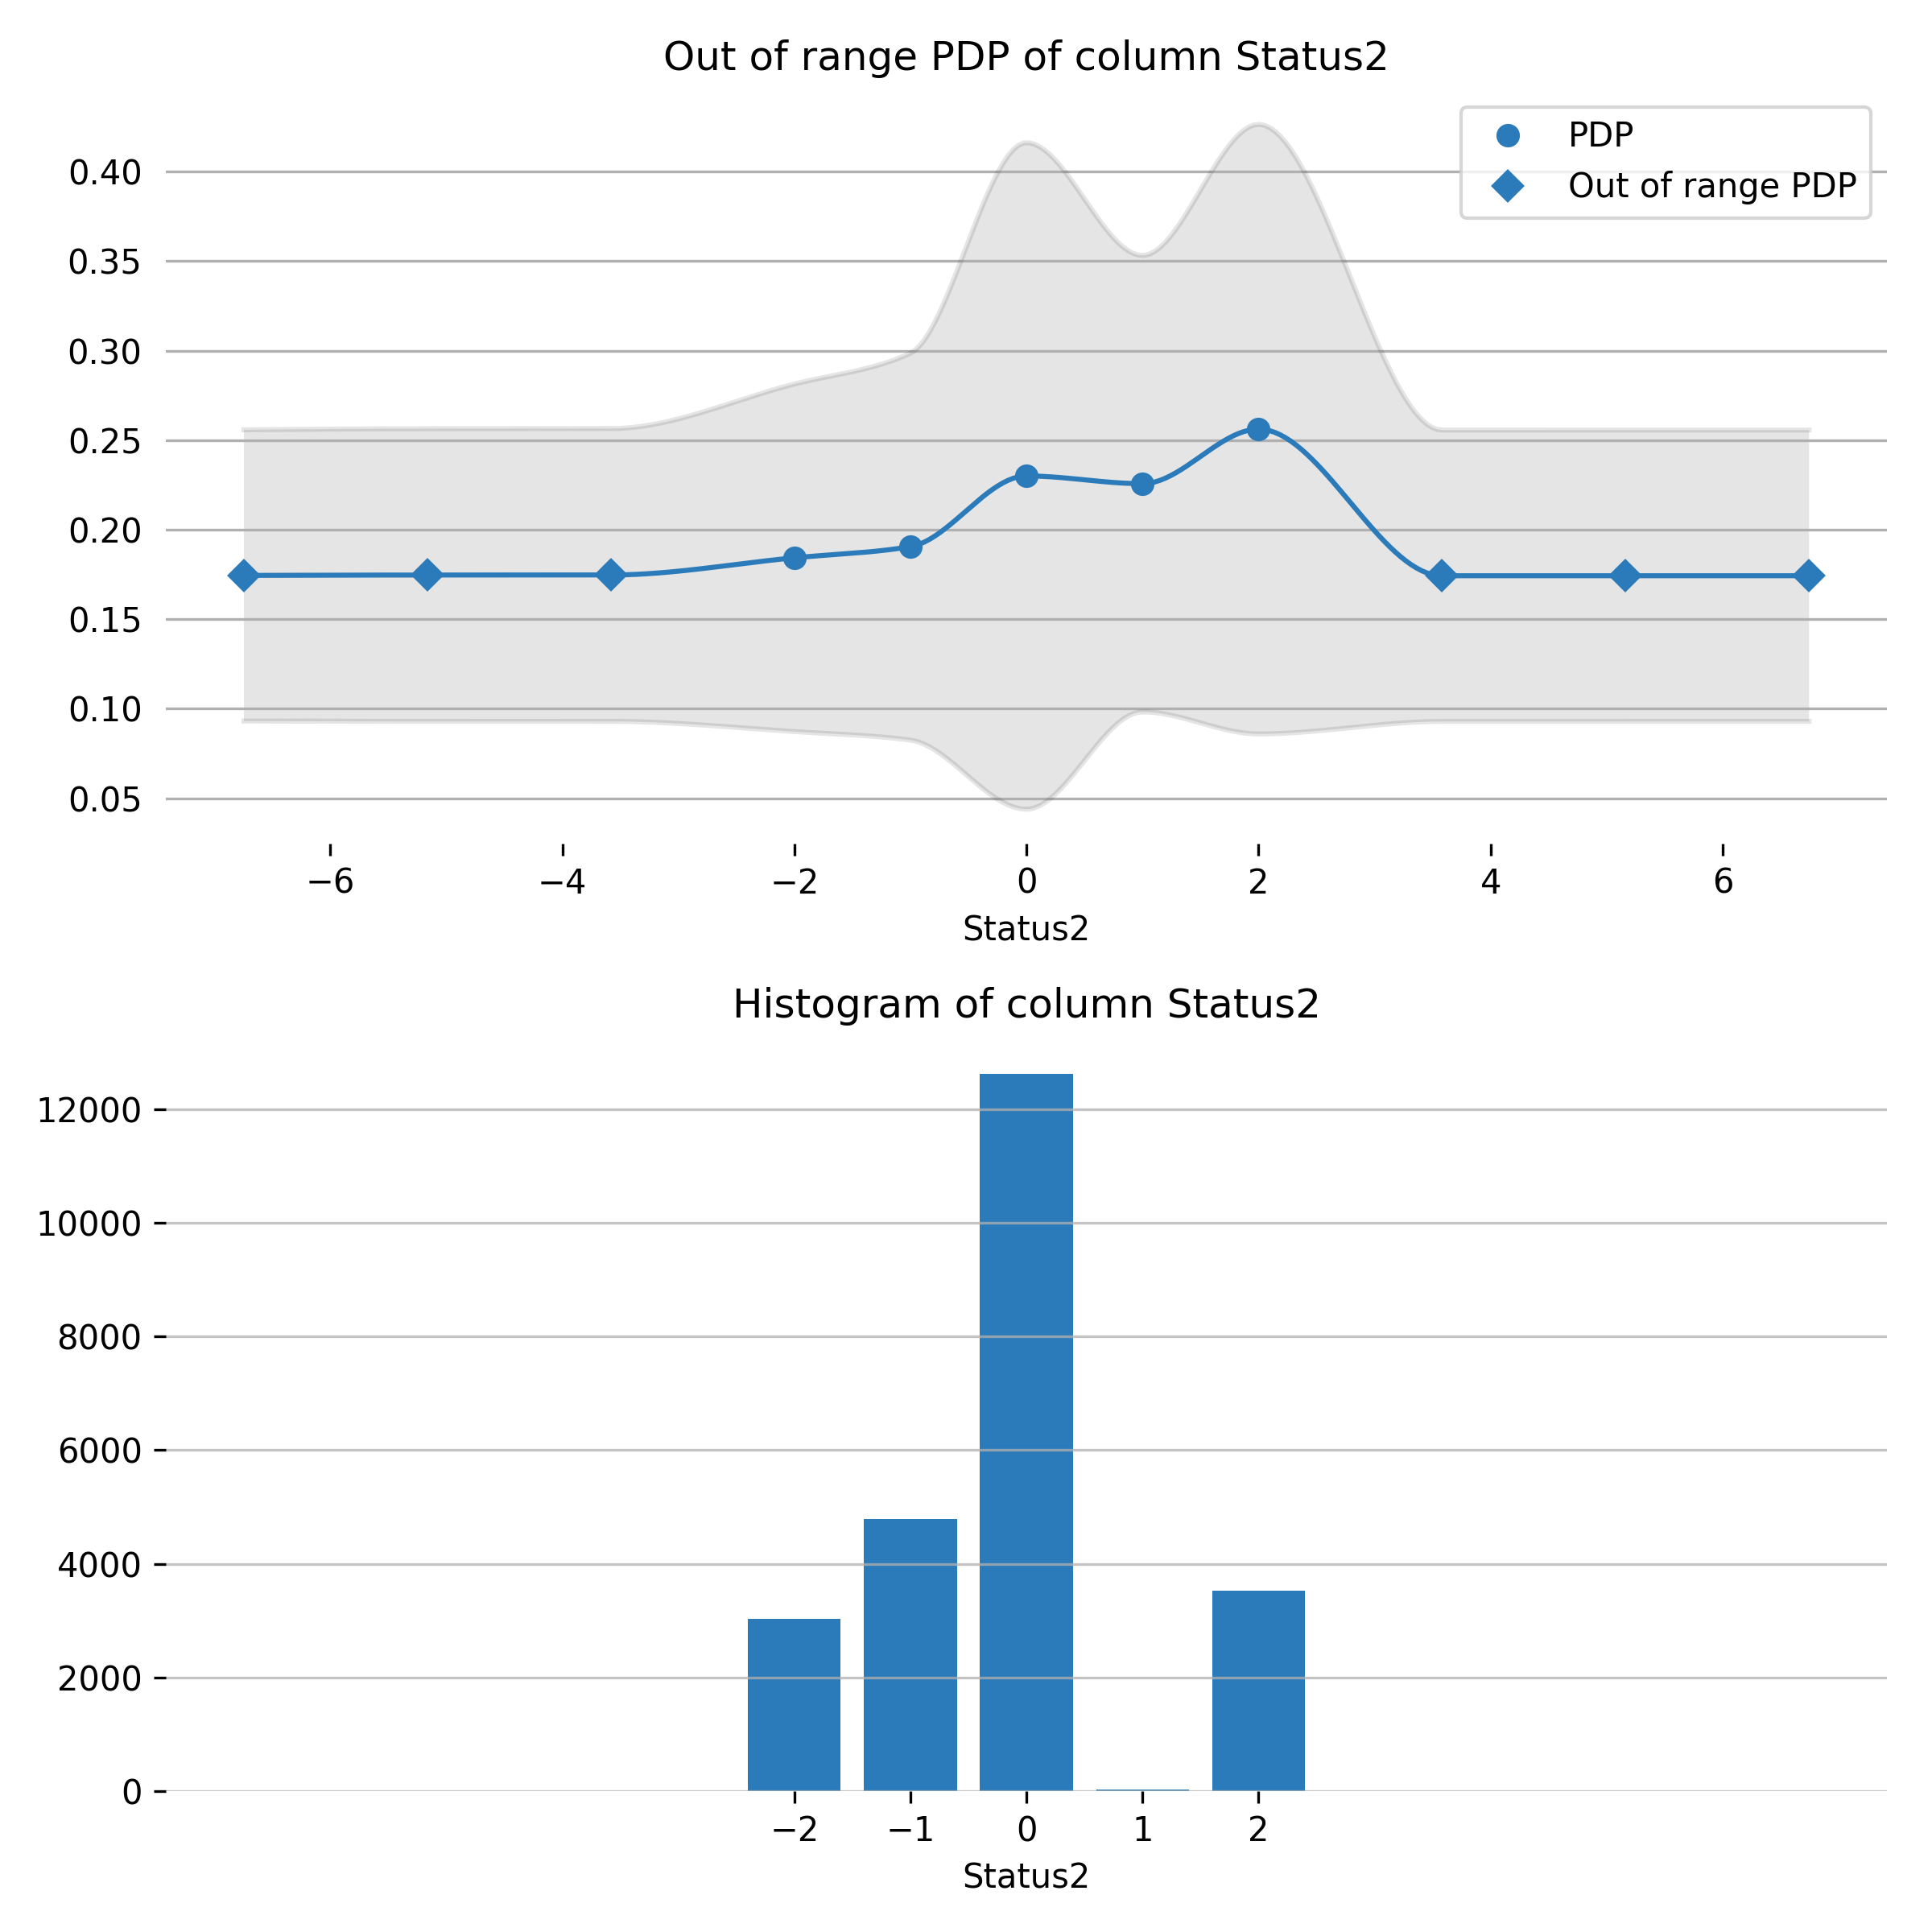 Out of range PDP of column Status2
PDP
Out of range PDP
0.40
0.35
0.30
0.25
0.20
0.15
0.10
0.05
−6 −4 −2 0 2 4 6
Status2
Histogram of column Status2
12000
10000
8000
6000
4000
2000
0
−2 −1 0 1 2
Status2